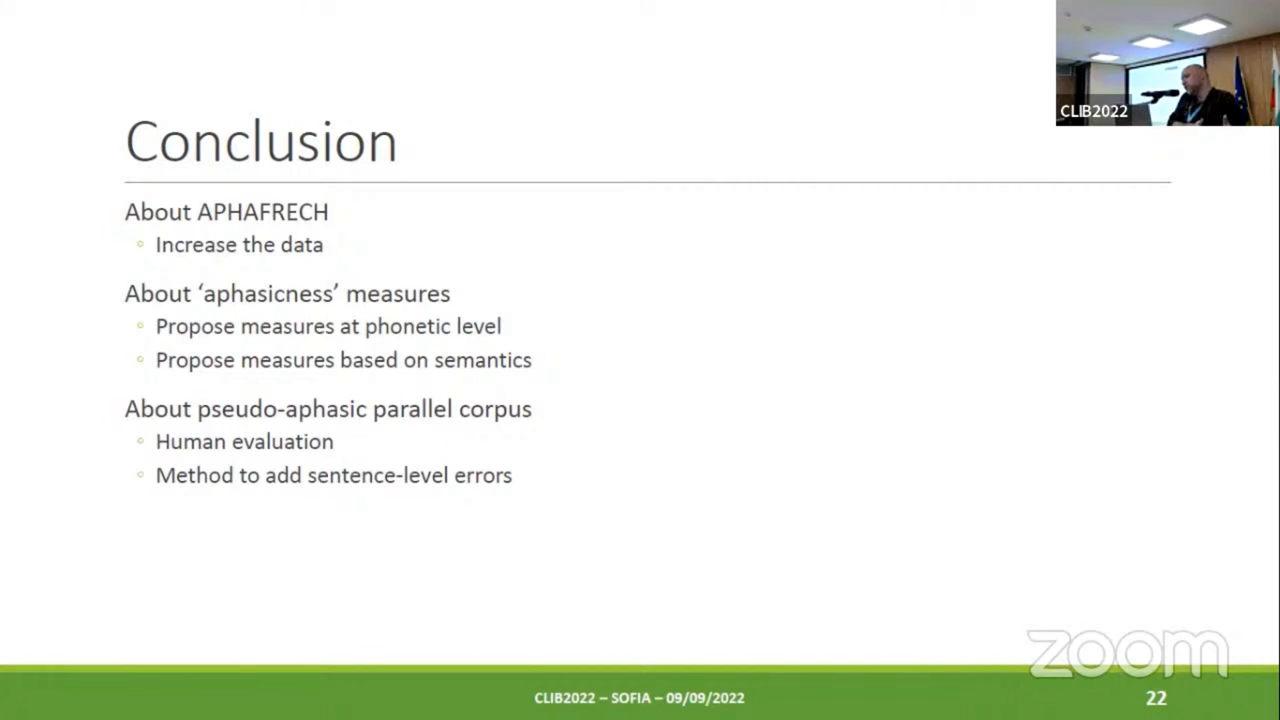 CLIB2022
Conclusion
About APHAFRECH
◦ Increase the data
About ‘aphasicness’ measures
◦ Propose measures at phonetic level
◦ Propose measures based on semantics
About pseudo-aphasic parallel corpus
◦ Human evaluation
◦ Method to add sentence-level errors
zoom
CLIB2022 – SOFIA – 09/09/2022
22